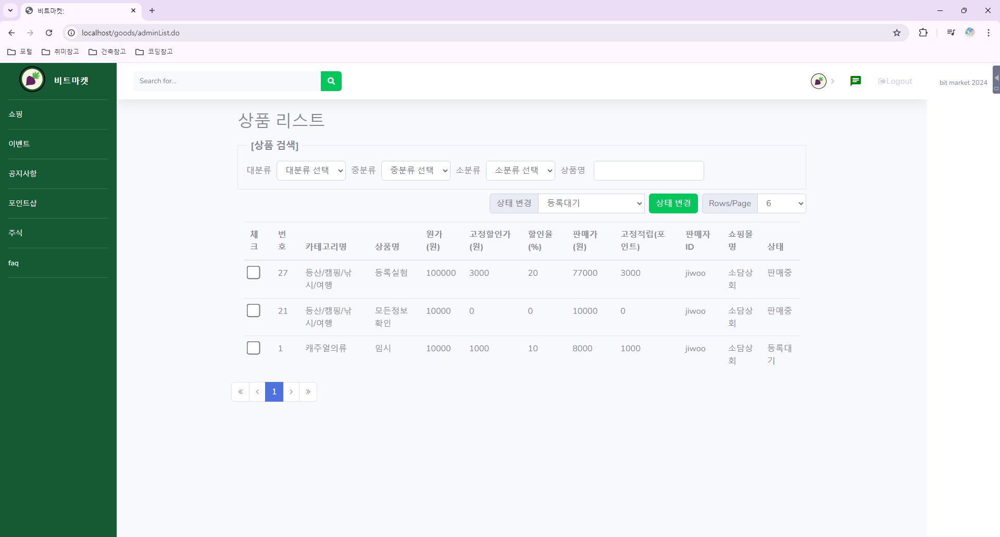 비트마켓:
localhost/goods/adminList.do
포털 취미참고 건축참고 코딩참고
비트마켓
Search for...
Logout
bit market 2024
쇼핑
이벤트
공지사항
포인트샵
주식
faq
상품 리스트
[상품 검색]
대분류 대분류 선택 중분류 중분류 선택 소분류 소분류 선택 상품명
상태 변경 등록대기 상태 변경 Rows/Page 6
체 번 원가 고정할인가 할인율 판매가 고정적립(포 판매자 쇼핑몰
크 호 카테고리명 상품명 (원) (원) (%) (원) 인트) ID 명 상태
27 등산/캠핑/낚 등록실험 100000 3000 20 77000 3000 jiwoo 소담상 판매중
시/여행 회
21 등산/캠핑/낚 모든정보 10000 0 0 10000 0 jiwoo 소담상 판매중
시/여행 확인 회
1 캐주얼의류 임시 10000 1000 10 8000 1000 jiwoo 소담상 등록대
회 기
« ‹ 1 › »